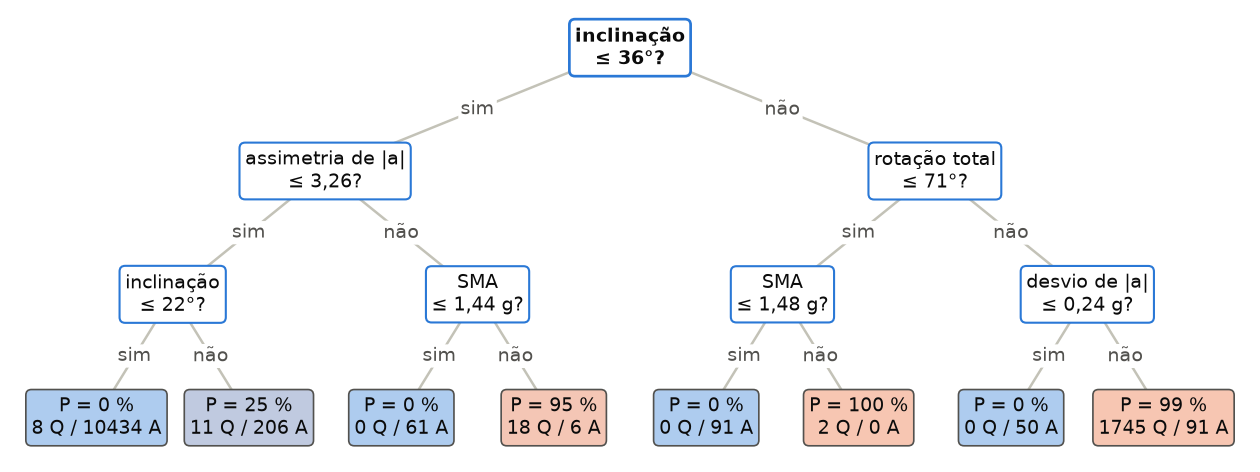 inclinação
≤ 36°?
sim
não
assimetria de |a|
≤ 3,26?
rotação total
≤ 71°?
sim
não
sim
não
inclinação
≤ 22°?
SMA
≤ 1,44 g?
SMA
≤ 1,48 g?
desvio de |a|
≤ 0,24 g?
sim
não
sim
não
sim
não
sim
não
P = 0 %
8 Q / 10434 A
P = 25 %
11 Q / 206 A
P = 0 %
0 Q / 61 A
P = 95 %
18 Q / 6 A
P = 0 %
0 Q / 91 A
P = 100 %
2 Q / 0 A
P = 0 %
0 Q / 50 A
P = 99 %
1745 Q / 91 A